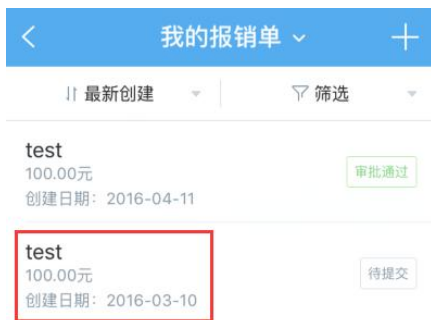 我的报销单
最新创建 筛选
test
100.00元
审批通过
创建日期：2016-04-11
test
100.00元
待提交
创建日期：2016-03-10